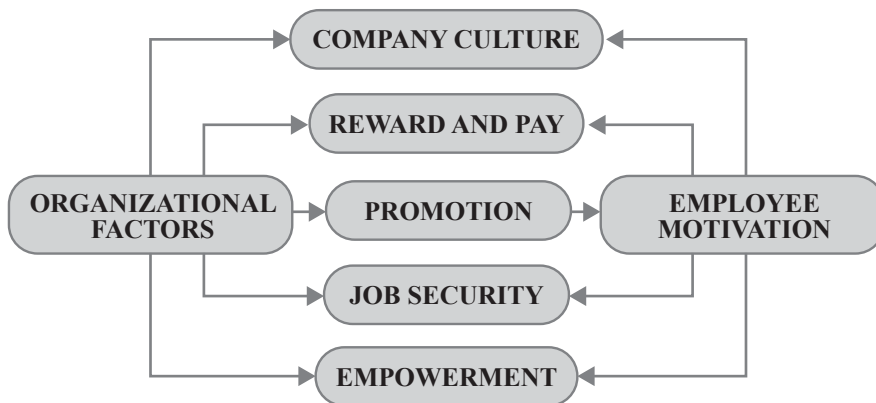 COMPANY CULTURE
REWARD AND PAY
ORGANIZATIONAL
FACTORS
PROMOTION
EMPLOYEE
MOTIVATION
JOB SECURITY
EMPOWERMENT